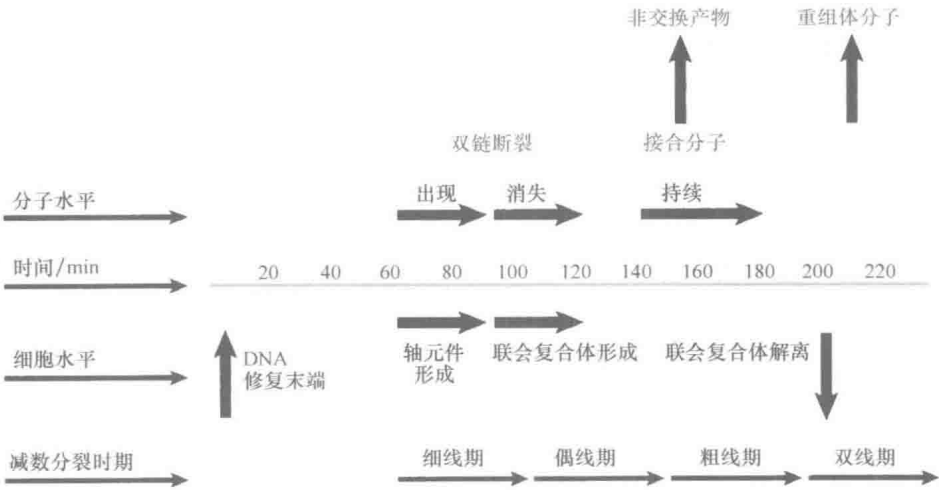 非交换产物
重组体分子
双链断裂
接合分子
分子水平
出现
消失
持续
时间/min
20 40 60 80 100 120 140 160 180 200 220
细胞水平
DNA
修复末端
轴元件
形成
联会复合体形成
联会复合体解离
减数分裂时期
细线期
偶线期
粗线期
双线期